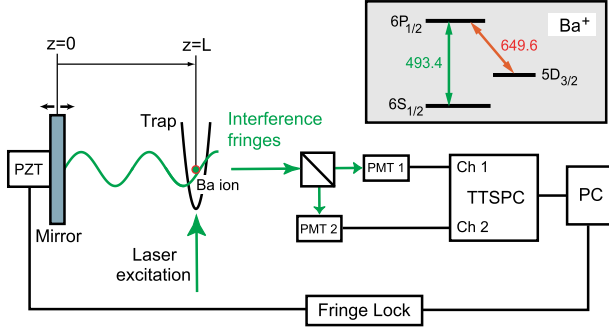 z=0
z=L
Trap
Interference
fringes
PZT
Ba ion
Mirror
Laser
excitation
PMT 1
PMT 2
Ch 1
TTSPC
Ch 2
PC
Fringe Lock
Ba+
6P1/2
649.6
493.4
5D3/2
6S1/2